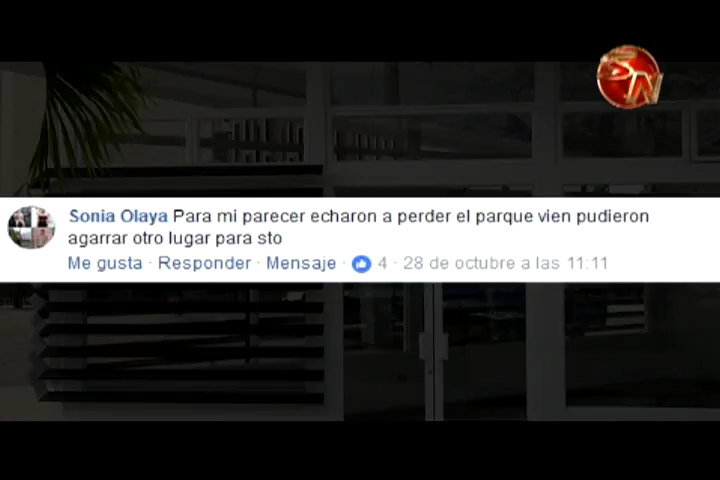 SN
Sonia Olaya Para mi parecer echaron a perder el parque vien pudieron
agarrar otro lugar para sto
Me gusta · Responder · Mensaje · 4 · 28 de octubre a las 11:11